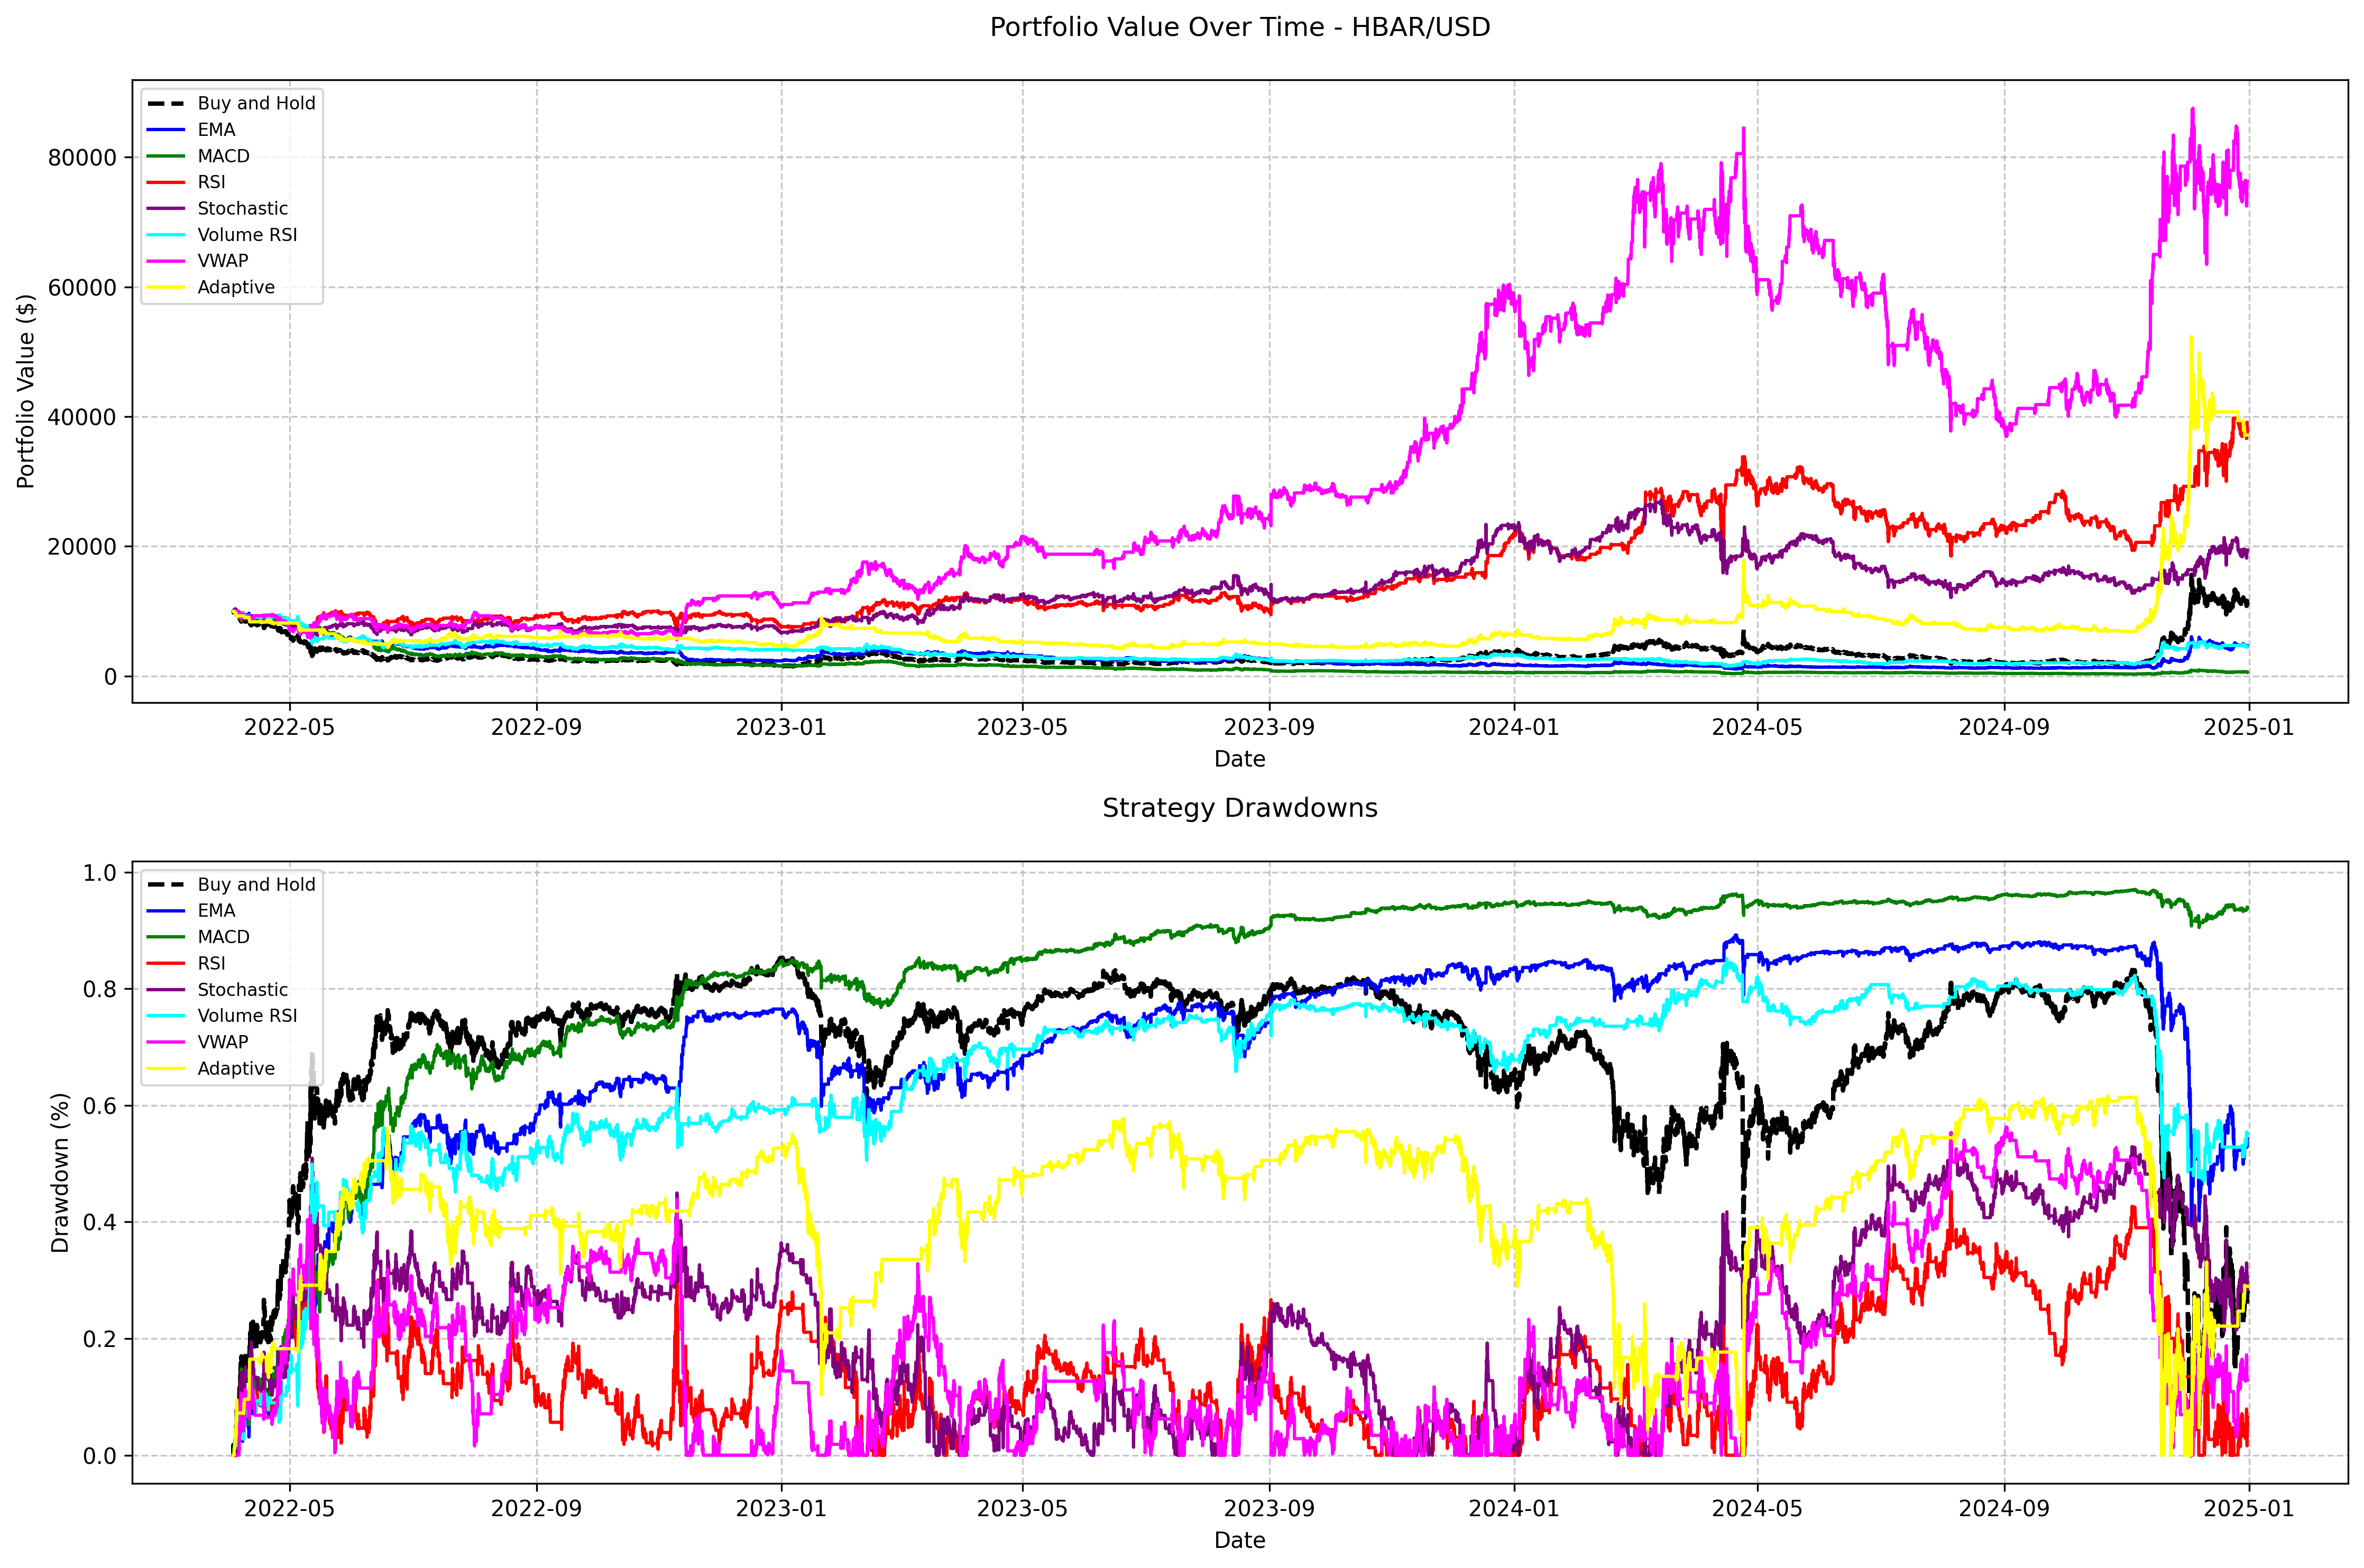 Portfolio Value Over Time - HBAR/USD
Buy and Hold
EMA
MACD
RSI
Stochastic
Volume RSI
VWAP
Adaptive
Portfolio Value ($)
80000
60000
40000
20000
0
2022-05 2022-09 2023-01 2023-05 2023-09 2024-01 2024-05 2024-09 2025-01
Date
Strategy Drawdowns
Buy and Hold
EMA
MACD
RSI
Stochastic
Volume RSI
VWAP
Adaptive
Drawdown (%)
1.0
0.8
0.6
0.4
0.2
0.0
2022-05 2022-09 2023-01 2023-05 2023-09 2024-01 2024-05 2024-09 2025-01
Date